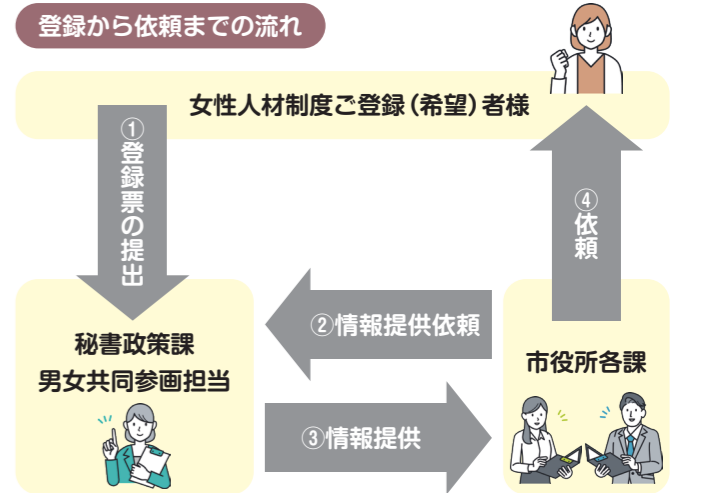 登録から依頼までの流れ
女性人材制度ご登録（希望）者様
①登録票の提出
④依頼
②情報提供依頼
秘書政策課
男女共同参画担当
市役所各課
③情報提供